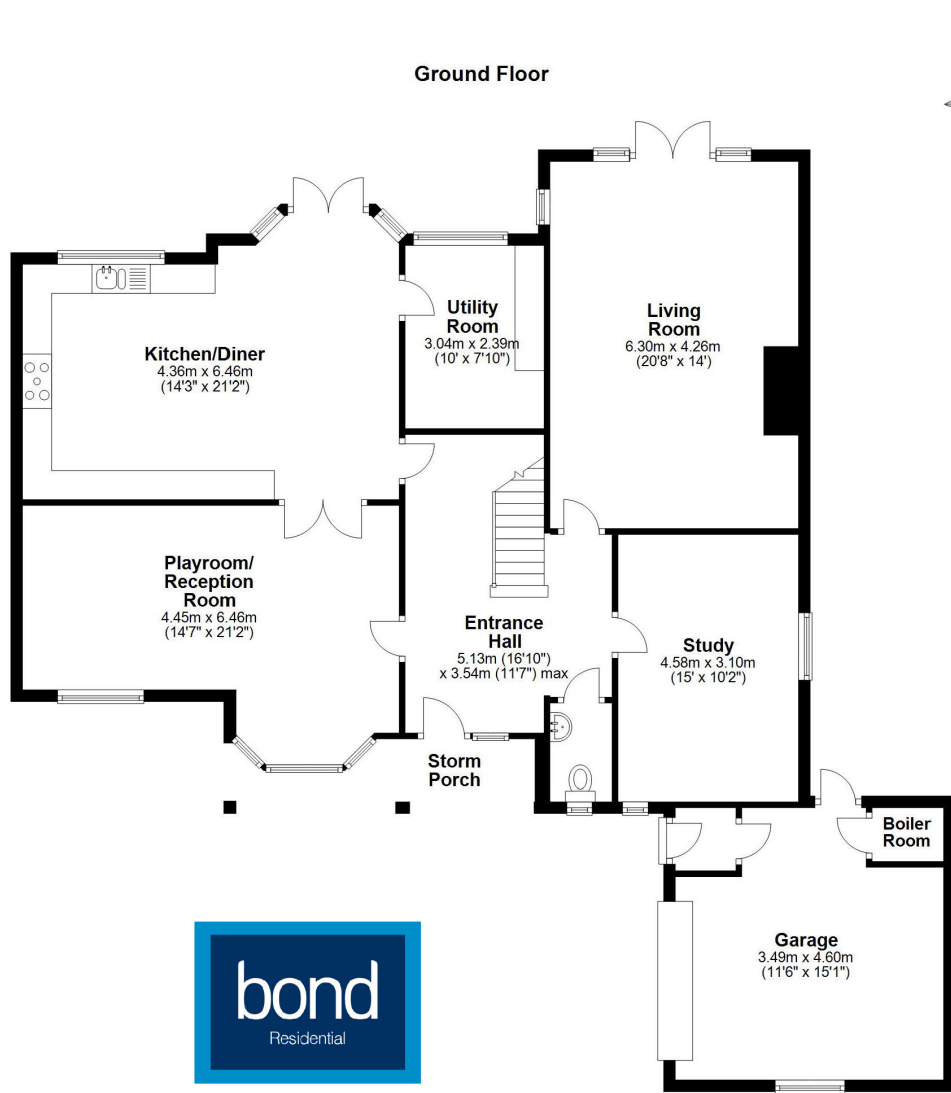 Ground Floor
Kitchen/Diner
4.36m x 6.46m
(14'3" x 21'2")
Utility
Room
3.04m x 2.39m
(10' x 7'10")
Living
Room
6.30m x 4.26m
(20'8" x 14')
Playroom/
Reception
Room
4.45m x 6.46m
(14'7" x 21'2")
Entrance
Hall
5.13m (16'10")
x 3.54m (11'7") max
Study
4.58m x 3.10m
(15' x 10'2")
Storm
Porch
Boiler
Room
Garage
3.49m x 4.60m
(11'6" x 15'1")
bond
Residential